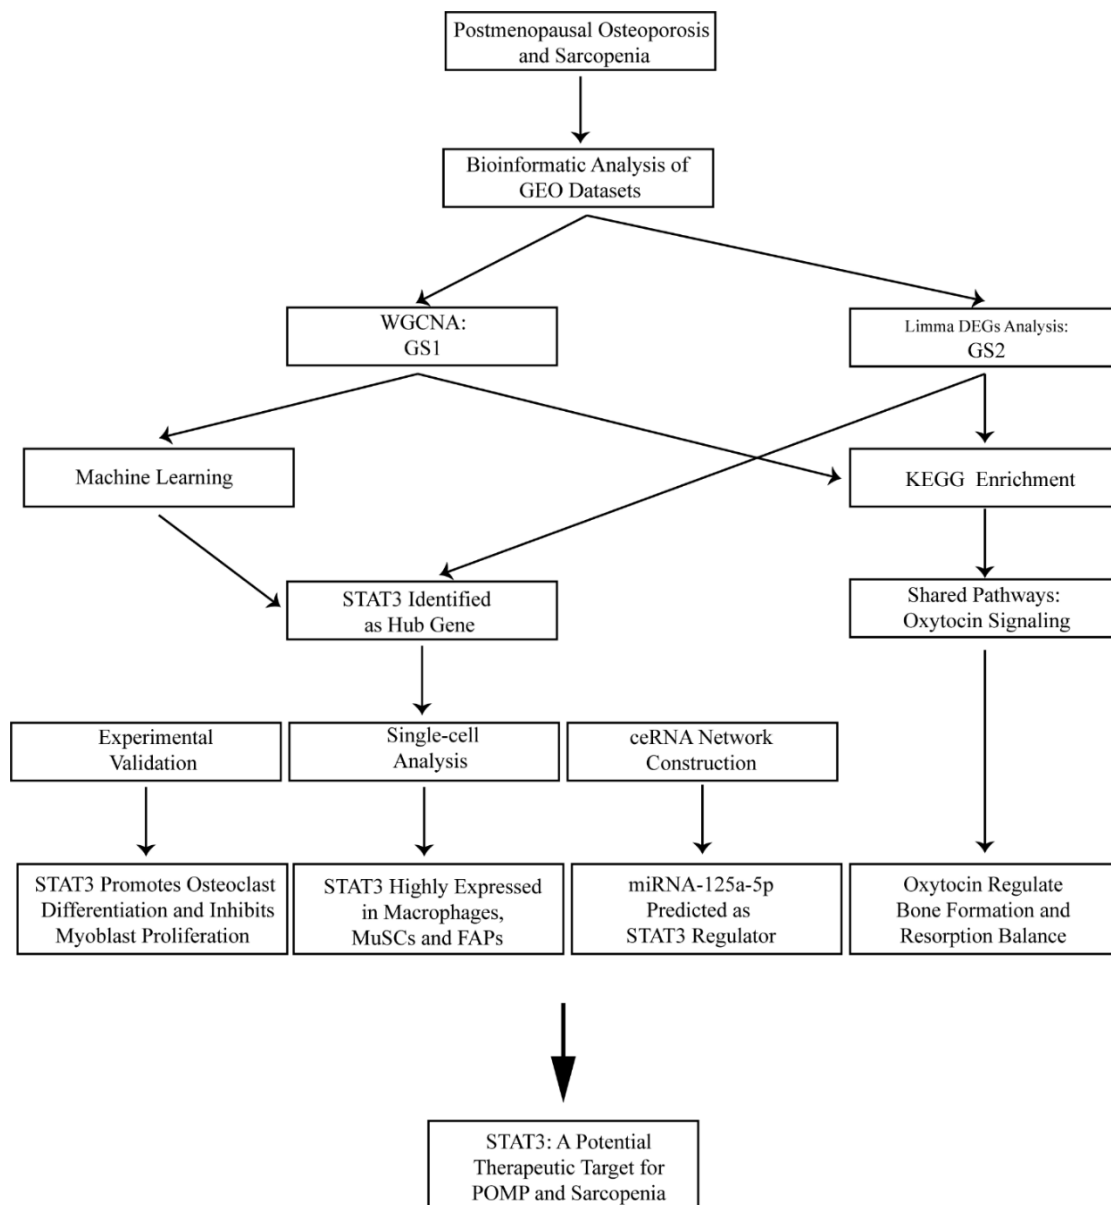 Postmenopausal Osteoporosis
and Sarcopenia
Bioinformatic Analysis of
GEO Datasets
WGCNA:
GS1
Limma DEGs Analysis:
GS2
Machine Learning
KEGG Enrichment
STAT3 Identified
as Hub Gene
Shared Pathways:
Oxytocin Signaling
Experimental
Validation
Single-cell
Analysis
ceRNA Network
Construction
STAT3 Promotes Osteoclast
Differentiation and Inhibits
Myoblast Proliferation
STAT3 Highly Expressed
in Macrophages,
MuSCs and FAPs
miRNA-125a-5p
Predicted as
STAT3 Regulator
Oxytocin Regulate
Bone Formation and
Resorption Balance
STAT3: A Potential
Therapeutic Target for
POMP and Sarcopenia